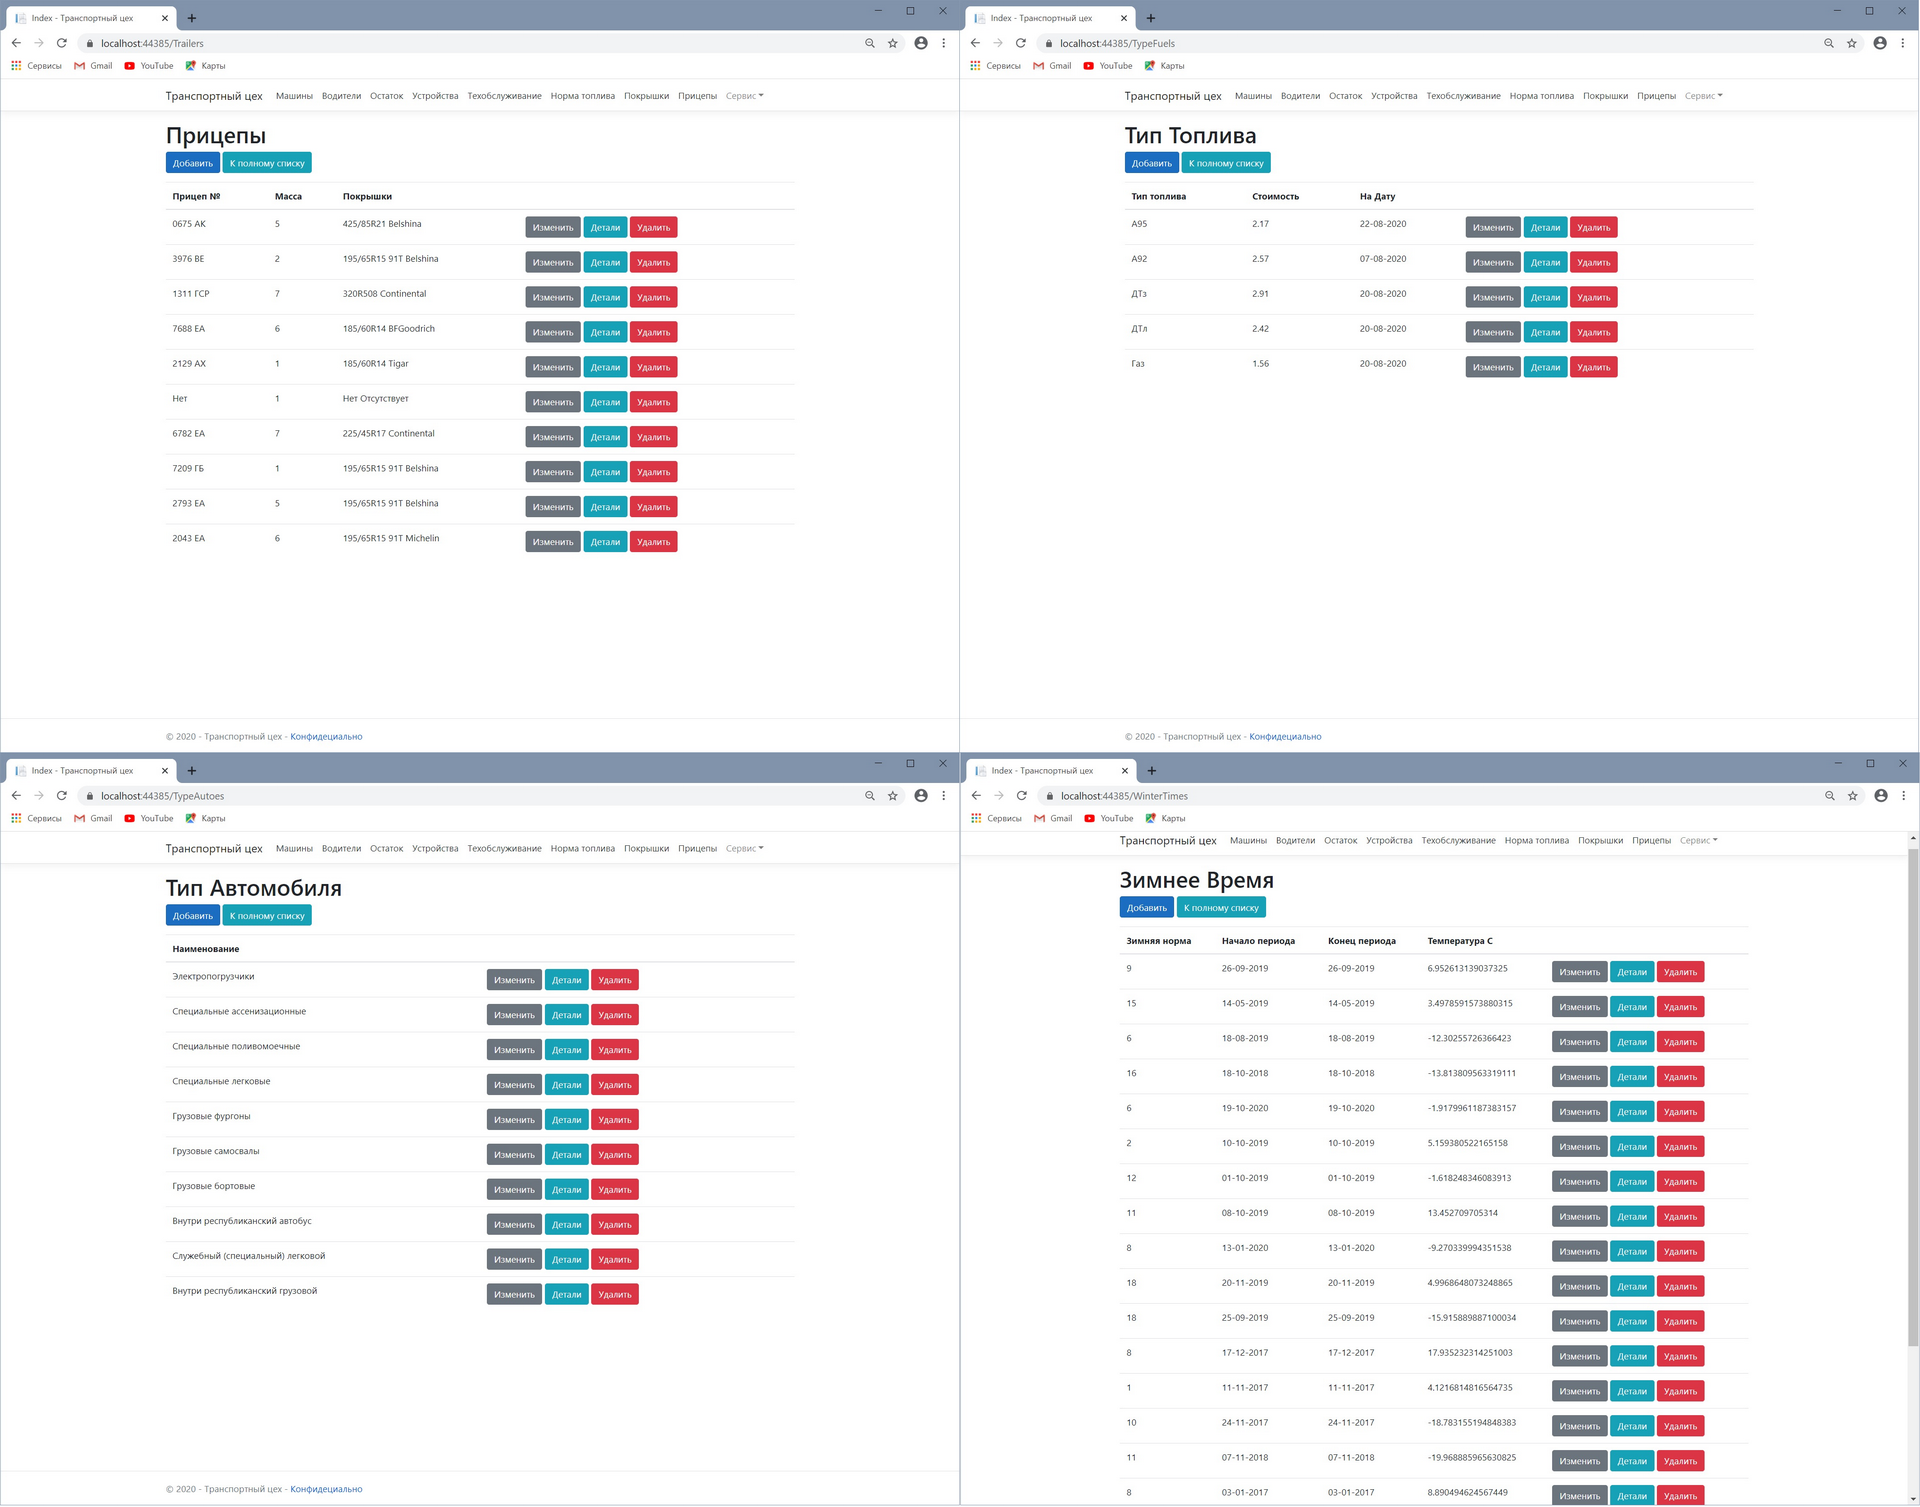 Index - Транспортный цех
localhost:44385/Trailers
Сервисы Gmail YouTube Карты
Транспортный цех Машины Водители Остаток Устройства Техобслуживание Норма топлива Покрышки Прицепы Сервис
Прицепы
Добавить К полному списку
Прицеп № Масса Покрышки
0675 АК 5 425/85R21 Belshina Изменить Детали Удалить
3976 ВЕ 2 195/65R15 91T Belshina Изменить Детали Удалить
1311 ГСР 7 320R508 Continental Изменить Детали Удалить
7688 ЕА 6 185/60R14 BFGoodrich Изменить Детали Удалить
2129 АХ 1 185/60R14 Tigar Изменить Детали Удалить
Нет 1 Нет Отсутствует Изменить Детали Удалить
6782 ЕА 7 225/45R17 Continental Изменить Детали Удалить
7209 ГБ 1 195/65R15 91T Belshina Изменить Детали Удалить
2793 ЕА 5 195/65R15 91T Belshina Изменить Детали Удалить
2043 ЕА 6 195/65R15 91T Michelin Изменить Детали Удалить
© 2020 - Транспортный цех - Конфидециально
Index - Транспортный цех
localhost:44385/TypeFuels
Сервисы Gmail YouTube Карты
Транспортный цех Машины Водители Остаток Устройства Техобслуживание Норма топлива Покрышки Прицепы Сервис
Тип Топлива
Добавить К полному списку
Тип топлива Стоимость На Дату
А95 2.17 22-08-2020 Изменить Детали Удалить
А92 2.57 07-08-2020 Изменить Детали Удалить
ДТз 2.91 20-08-2020 Изменить Детали Удалить
ДТл 2.42 20-08-2020 Изменить Детали Удалить
Газ 1.56 20-08-2020 Изменить Детали Удалить
© 2020 - Транспортный цех - Конфидециально
Index - Транспортный цех
localhost:44385/TypeAutoes
Сервисы Gmail YouTube Карты
Транспортный цех Машины Водители Остаток Устройства Техобслуживание Норма топлива Покрышки Прицепы Сервис
Тип Автомобиля
Добавить К полному списку
Наименование
Электропогрузчики Изменить Детали Удалить
Специальные ассенизационные Изменить Детали Удалить
Специальные поливомоечные Изменить Детали Удалить
Специальные легковые Изменить Детали Удалить
Грузовые фургоны Изменить Детали Удалить
Грузовые самосвалы Изменить Детали Удалить
Грузовые бортовые Изменить Детали Удалить
Внутри республиканский автобус Изменить Детали Удалить
Служебный (специальный) легковой Изменить Детали Удалить
Внутри республиканский грузовой Изменить Детали Удалить
© 2020 - Транспортный цех - Конфидециально
Index - Транспортный цех
localhost:44385/WinterTimes
Сервисы Gmail YouTube Карты
Транспортный цех Машины Водители Остаток Устройства Техобслуживание Норма топлива Покрышки Прицепы Сервис
Зимнее Время
Добавить К полному списку
Зимняя норма Начало периода Конец периода Температура С
9 26-09-2019 26-09-2019 6.952613139037325 Изменить Детали Удалить
15 14-05-2019 14-05-2019 3.4978591573880315 Изменить Детали Удалить
6 18-08-2019 18-08-2019 -12.30255726366423 Изменить Детали Удалить
16 18-10-2018 18-10-2018 -13.813809563319111 Изменить Детали Удалить
6 19-10-2020 19-10-2020 -1.9179961187383157 Изменить Детали Удалить
2 10-10-2019 10-10-2019 5.159380522165158 Изменить Детали Удалить
12 01-10-2019 01-10-2019 -1.618248346083913 Изменить Детали Удалить
11 08-10-2019 08-10-2019 13.452709705314 Изменить Детали Удалить
8 13-01-2020 13-01-2020 -9.270339994351538 Изменить Детали Удалить
18 20-11-2019 20-11-2019 4.9968648073248865 Изменить Детали Удалить
18 25-09-2019 25-09-2019 -15.915889887100034 Изменить Детали Удалить
8 17-12-2017 17-12-2017 17.935232314251003 Изменить Детали Удалить
1 11-11-2017 11-11-2017 4.1216814816564735 Изменить Детали Удалить
10 24-11-2017 24-11-2017 -18.783155194848383 Изменить Детали Удалить
11 07-11-2018 07-11-2018 -19.968885965630825 Изменить Детали Удалить
8 03-01-2017 03-01-2017 8.890494624567449 Изменить Детали Удалить